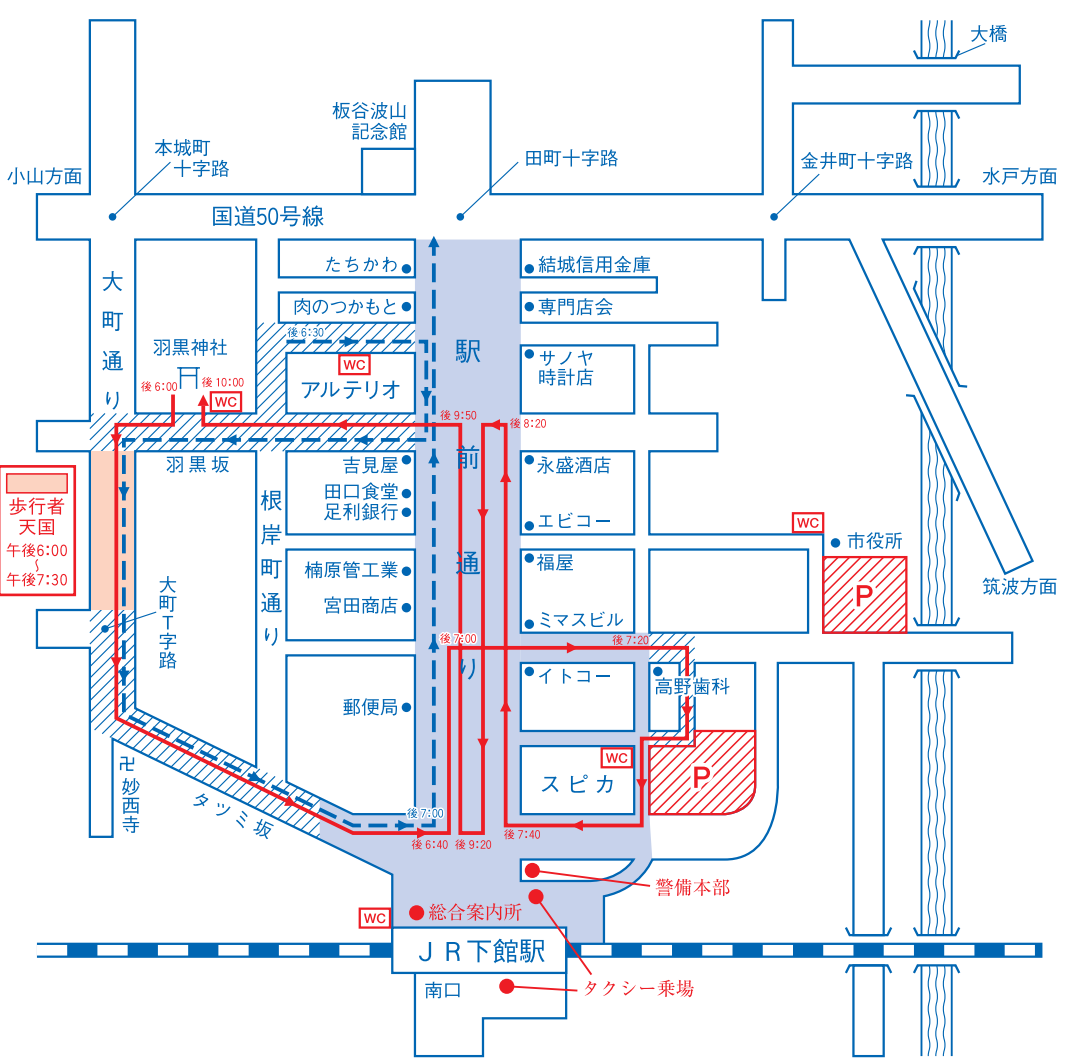 大橋
板谷波山
記念館
本城町
十字路
田町十字路
金井町十字路
小山方面
水戸方面
国道50号線
大町通り
たちかわ
結城信用金庫
肉のつかもと
専門店会
後6:30
駅前通り
羽黒神社
WC
アルテリオ
サノヤ
時計店
後6:00
後10:00
WC
後9:50
後8:20
羽黒坂
吉見屋
永盛酒店
田口食堂
足利銀行
エビコー
根岸町通り
歩行者
天国
午後6:00
〜
午後7:30
WC
市役所
楠原管工業
福屋
筑波方面
P
宮田商店
ミマスビル
大町T字路
後7:00
後7:20
イトコー
高野歯科
郵便局
卍妙西寺
タツミ坂
WC
スピカ
P
後7:00
後6:40
後9:20
後7:40
警備本部
WC
総合案内所
JR下館駅
南口
タクシー乗場